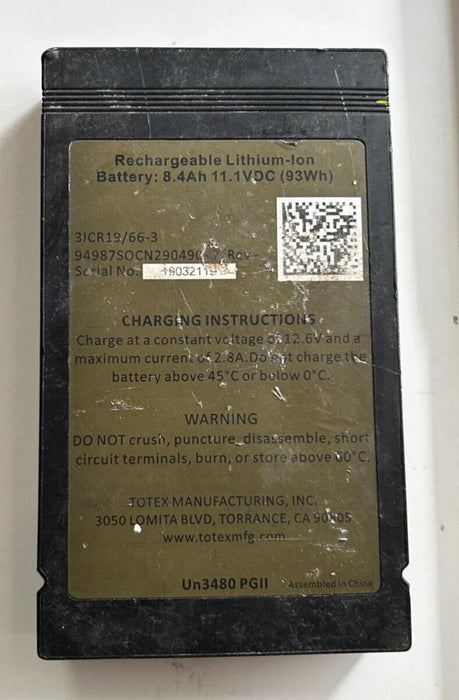 Rechargeable Lithium-Ion
Battery: 8.4Ah 11.1VDC (93Wh)
3ICR19/66-3
Rev -
Serial No.
CHARGING INSTRUCTIONS
Charge at a constant voltage of 12.6V and a
maximum current of 2.8A.Do not charge the
battery above 45°C or below 0°C.
WARNING
DO NOT crush, puncture, disassemble, short
circuit terminals, burn, or store above
TOTEX MANUFACTURING, INC.
3050 LOMITA BLVD, TORRANCE, CA 90505
www.totexmfg.com
Un3480 PGII
Assembled in China